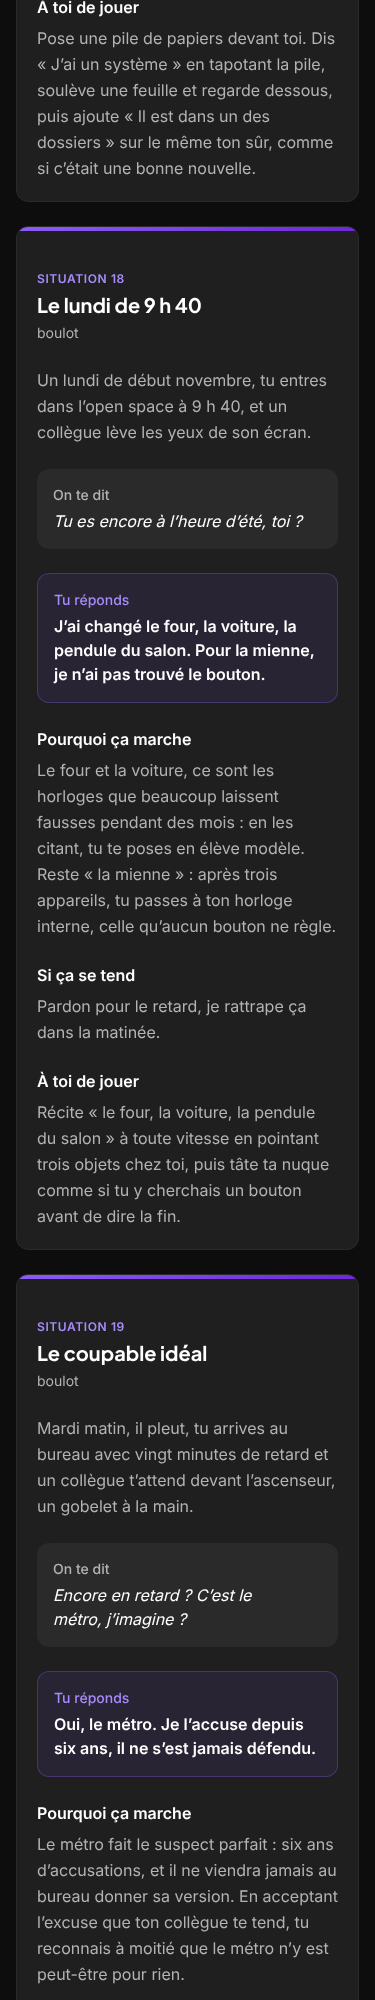 À toi de jouer
Pose une pile de papiers devant toi. Dis
« J’ai un système » en tapotant la pile,
soulève une feuille et regarde dessous,
puis ajoute « Il est dans un des
dossiers » sur le même ton sûr, comme
si c’était une bonne nouvelle.
SITUATION 18
Le lundi de 9 h 40
boulot
Un lundi de début novembre, tu entres
dans l’open space à 9 h 40, et un
collègue lève les yeux de son écran.
On te dit
Tu es encore à l’heure d’été, toi ?
Tu réponds
J’ai changé le four, la voiture, la
pendule du salon. Pour la mienne,
je n’ai pas trouvé le bouton.
Pourquoi ça marche
Le four et la voiture, ce sont les
horloges que beaucoup laissent
fausses pendant des mois : en les
citant, tu te poses en élève modèle.
Reste « la mienne » : après trois
appareils, tu passes à ton horloge
interne, celle qu’aucun bouton ne règle.
Si ça se tend
Pardon pour le retard, je rattrape ça
dans la matinée.
À toi de jouer
Récite « le four, la voiture, la pendule
du salon » à toute vitesse en pointant
trois objets chez toi, puis tâte ta nuque
comme si tu y cherchais un bouton
avant de dire la fin.
SITUATION 19
Le coupable idéal
boulot
Mardi matin, il pleut, tu arrives au
bureau avec vingt minutes de retard et
un collègue t’attend devant l’ascenseur,
un gobelet à la main.
On te dit
Encore en retard ? C’est le
métro, j’imagine ?
Tu réponds
Oui, le métro. Je l’accuse depuis
six ans, il ne s’est jamais défendu.
Pourquoi ça marche
Le métro fait le suspect parfait : six ans
d’accusations, et il ne viendra jamais au
bureau donner sa version. En acceptant
l’excuse que ton collègue te tend, tu
reconnais à moitié que le métro n’y est
peut-être pour rien.